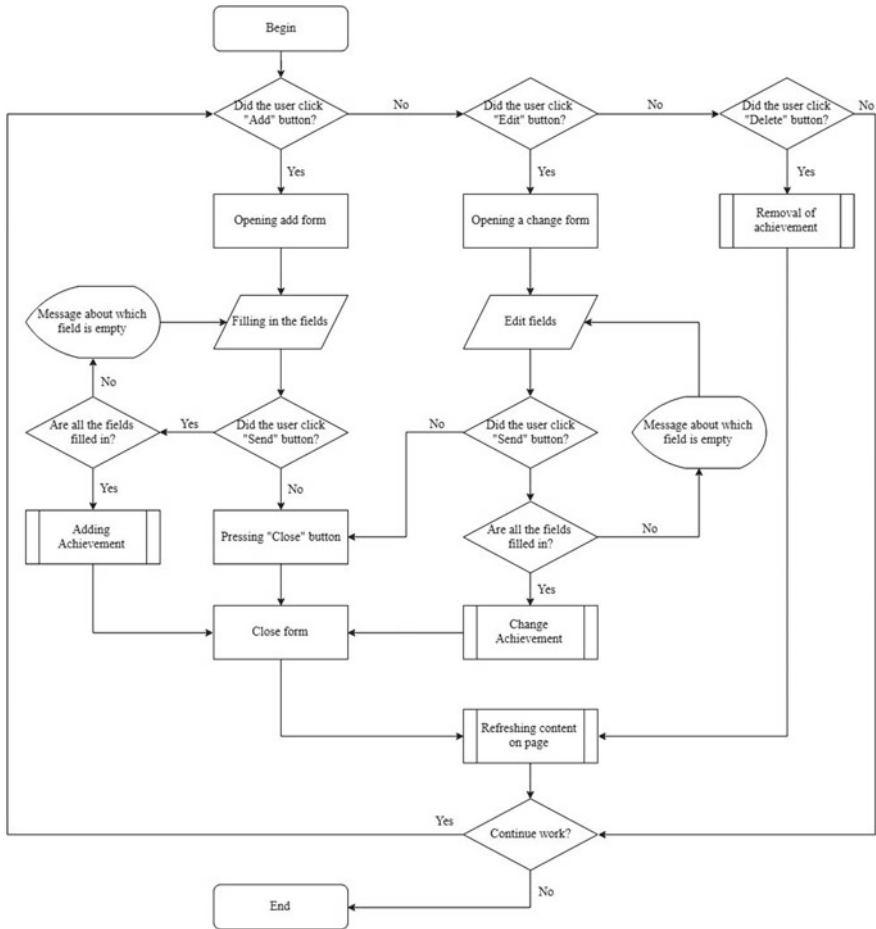 Begin
Did the user click
"Add" button?
No
Did the user click
"Edit" button?
No
Did the user click
"Delete" button?
No
Yes
Yes
Yes
Opening add form
Opening a change form
Removal of
achievement
Message about which
field is empty
Filling in the fields
Edit fields
No
Are all the fields
filled in?
Yes
Did the user click
"Send" button?
No
Did the user click
"Send" button?
Message about which
field is empty
Yes
No
Adding
Achievement
Pressing "Close" button
Are all the fields
filled in?
No
Yes
Close form
Change
Achievement
Refreshing content
on page
Yes
Continue work?
No
End